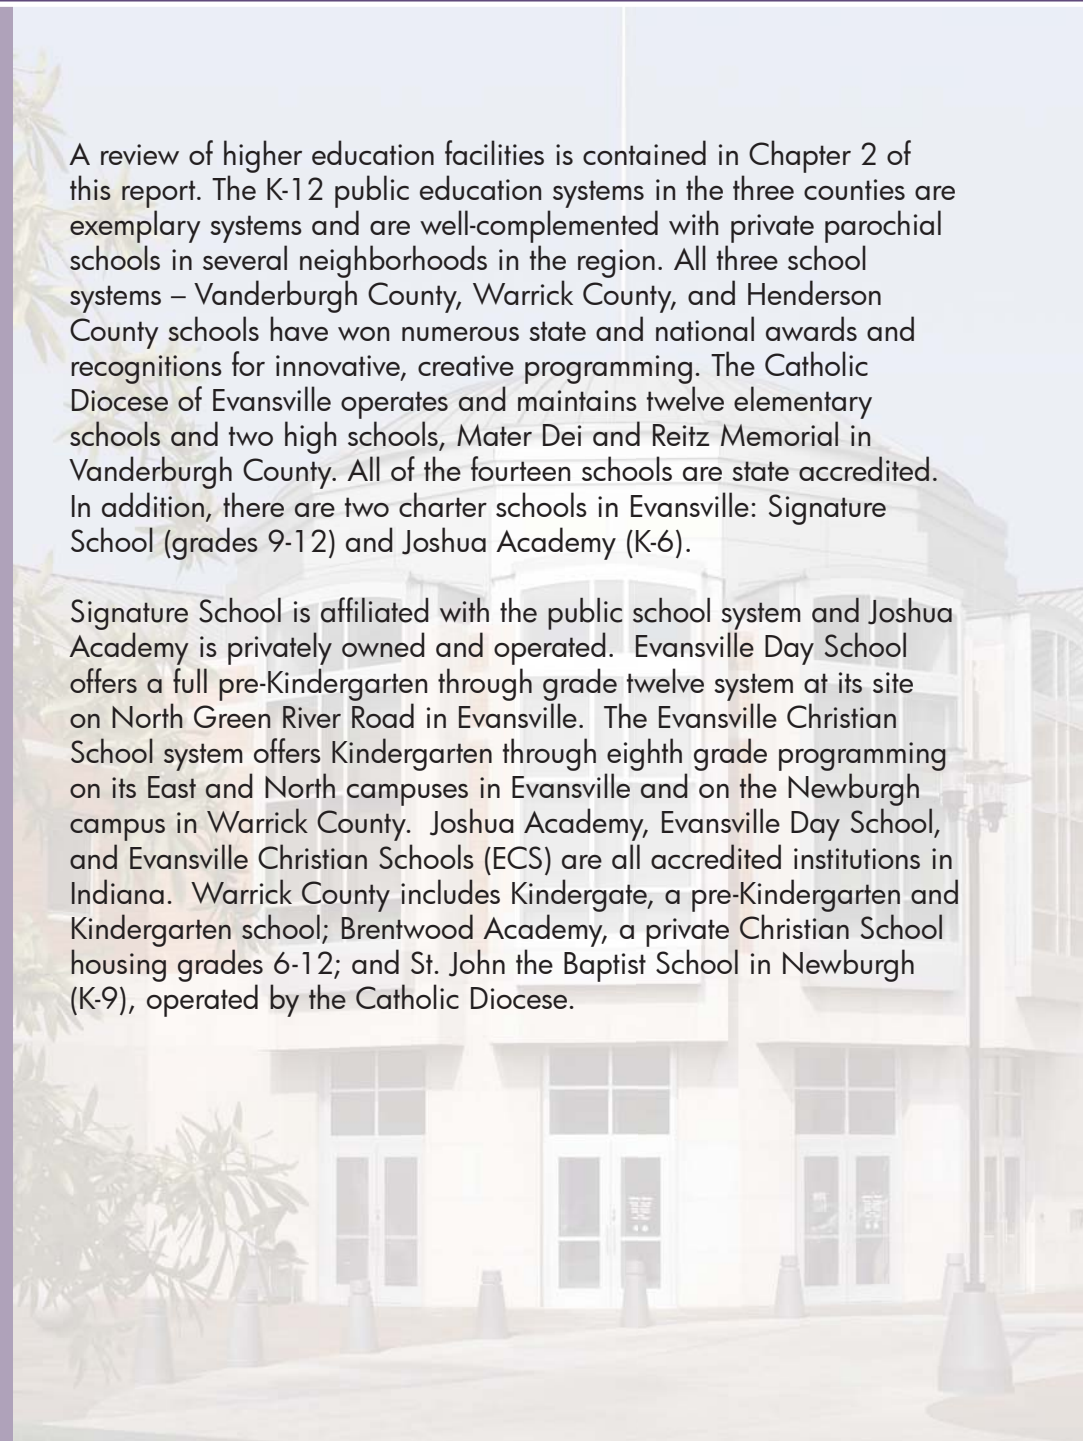 A review of higher education facilities is contained in Chapter 2 of
this report. The K-12 public education systems in the three counties are
exemplary systems and are well-complemented with private parochial
schools in several neighborhoods in the region. All three school
systems – Vanderburgh County, Warrick County, and Henderson
County schools have won numerous state and national awards and
recognitions for innovative, creative programming. The Catholic
Diocese of Evansville operates and maintains twelve elementary
schools and two high schools, Mater Dei and Reitz Memorial in
Vanderburgh County. All of the fourteen schools are state accredited.
In addition, there are two charter schools in Evansville: Signature
School (grades 9-12) and Joshua Academy (K-6).

Signature School is affiliated with the public school system and Joshua
Academy is privately owned and operated.  Evansville Day School
offers a full pre-Kindergarten through grade twelve system at its site
on North Green River Road in Evansville.  The Evansville Christian
School system offers Kindergarten through eighth grade programming
on its East and North campuses in Evansville and on the Newburgh
campus in Warrick County.  Joshua Academy, Evansville Day School,
and Evansville Christian Schools (ECS) are all accredited institutions in
Indiana.  Warrick County includes Kindergate, a pre-Kindergarten and
Kindergarten school; Brentwood Academy, a private Christian School
housing grades 6-12; and St. John the Baptist School in Newburgh
(K-9), operated by the Catholic Diocese.